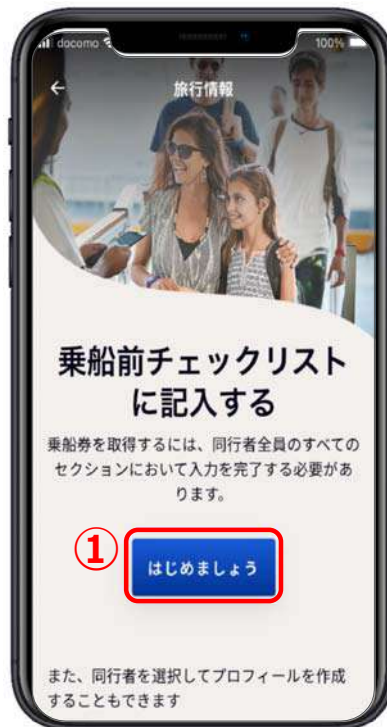 docomo 100%
旅行情報
乗船前チェックリスト
に記入する
乗船券を取得するには、同行者全員のすべての
セクションにおいて入力を完了する必要があ
ります。
①
はじめましょう
また、同行者を選択してプロフィールを作成
することもできます